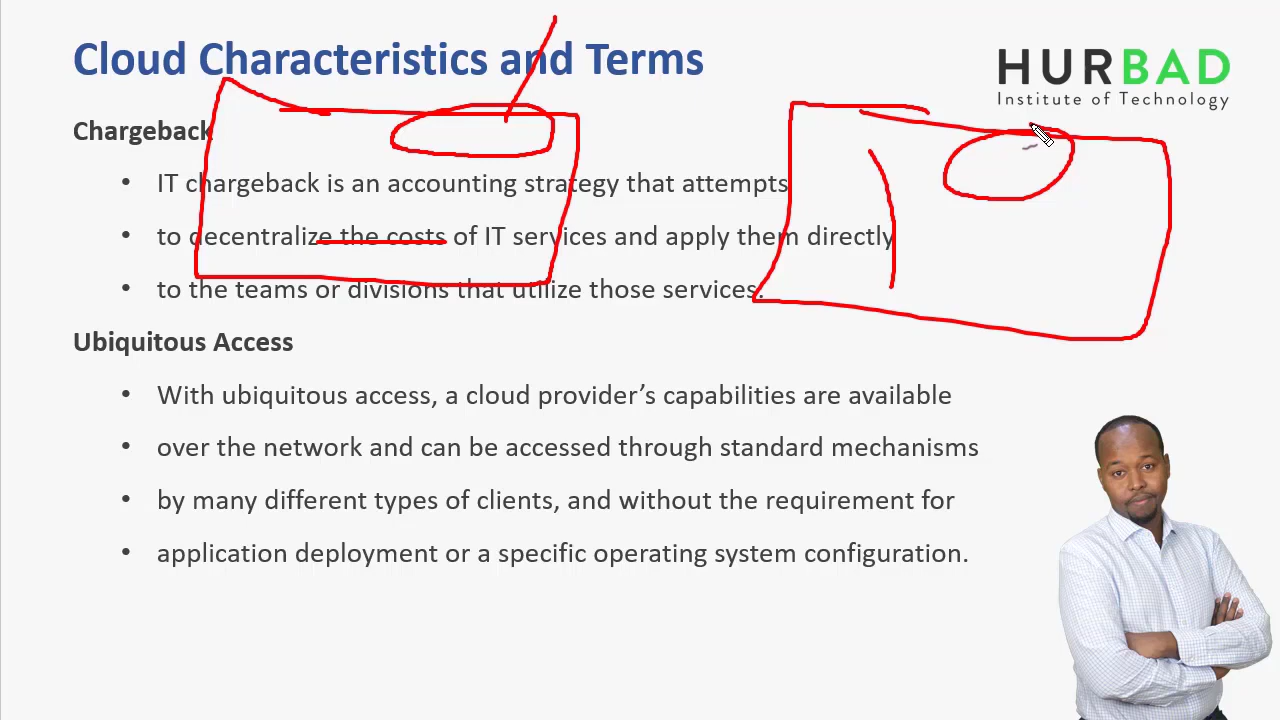 Cloud Characteristics and Terms
HURBAD
Institute of Technology
Chargeback
• IT chargeback is an accounting strategy that attempts
• to decentralize the costs of IT services and apply them directly
• to the teams or divisions that utilize those services.
Ubiquitous Access
• With ubiquitous access, a cloud provider’s capabilities are available
• over the network and can be accessed through standard mechanisms
• by many different types of clients, and without the requirement for
• application deployment or a specific operating system configuration.